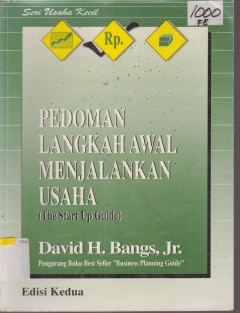 Seri Usaha Kecil
1000
FE
Rp.
PEDOMAN
LANGKAH AWAL
MENJALANKAN
USAHA
(The Start Up Guide)
David H. Bangs, Jr.
Pengarang Buku Best Seller "Business Planning Guide"
Edisi Kedua